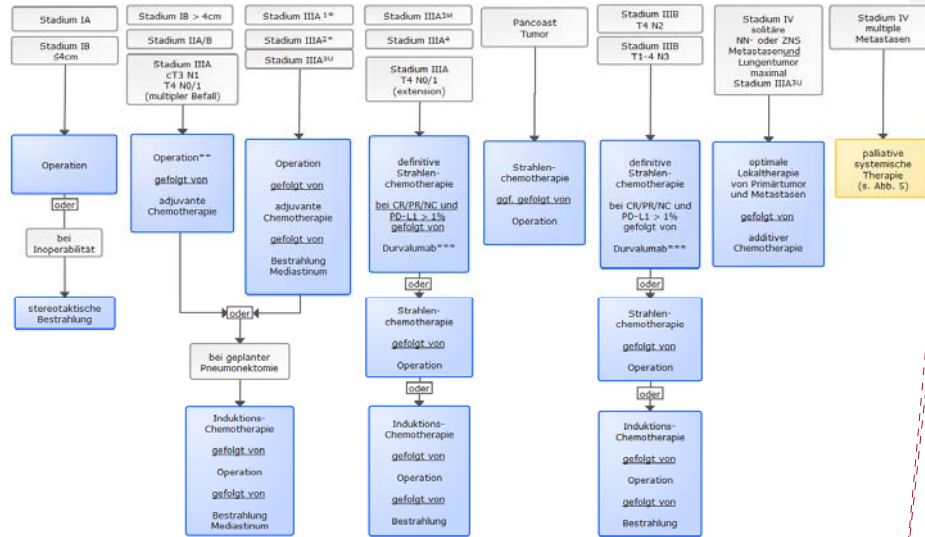 Stadium IA
Stadium IB
≤4cm
Operation
oder
bei
Inoperabilität
stereotaktische
Bestrahlung
Stadium IB > 4cm
Stadium IIA/B
Stadium IIIA
cT3 N1
T4 N0/1
(multipler Befall)
Operation**
gefolgt von
adjuvante
Chemotherapie
Stadium IIIA 1*
Stadium IIIA2*
Stadium IIIA3U
Operation
gefolgt von
adjuvante
Chemotherapie
gefolgt von
Bestrahlung
Mediastinum
oder
bei geplanter
Pneumonektomie
Induktions-
Chemotherapie
gefolgt von
Operation
gefolgt von
Bestrahlung
Mediastinum
Stadium IIIA3M
Stadium IIIA4
Stadium IIIA
T4 N0/1
(extension)
definitive
Strahlen-
chemotherapie
bei CR/PR/NC und
PD-L1 > 1%
gefolgt von
Durvalumab***
oder
Strahlen-
chemotherapie
gefolgt von
Operation
oder
Induktions-
Chemotherapie
gefolgt von
Operation
gefolgt von
Bestrahlung
Pancoast
Tumor
Strahlen-
chemotherapie
ggf. gefolgt von
Operation
Stadium IIIB
T4 N2
Stadium IIIB
T1-4 N3
definitive
Strahlen-
chemotherapie
bei CR/PR/NC und
PD-L1 > 1%
gefolgt von
Durvalumab***
oder
Strahlen-
chemotherapie
gefolgt von
Operation
oder
Induktions-
Chemotherapie
gefolgt von
Operation
gefolgt von
Bestrahlung
Stadium IV
solitäre
NN- oder ZNS
Metastasenund
Lungentumor
maximal
Stadium IIIA3U
optimale
Lokaltherapie
von Primärtumor
und Metastasen
gefolgt von
additiver
Chemotherapie
Stadium IV
multiple
Metastasen
palliative
systemische
Therapie
(s. Abb. 5)